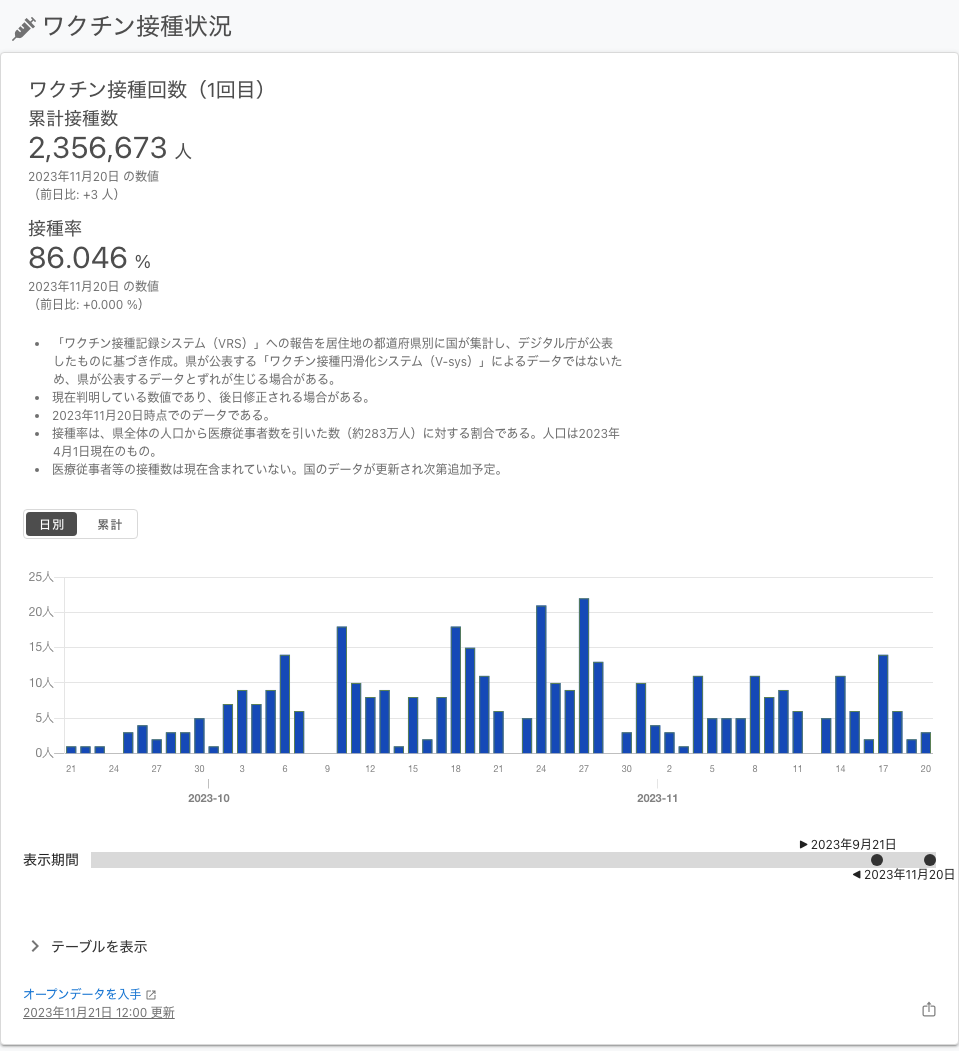 ワクチン接種状況
ワクチン接種回数（1回目）
累計接種数
2,356,673 人
2023年11月20日 の数値
（前日比: +3 人）
接種率
86.046 %
2023年11月20日 の数値
（前日比: +0.000 %）
• 「ワクチン接種記録システム（VRS）」への報告を居住地の都道府県別に国が集計し、デジタル庁が公表
したものに基づき作成。県が公表する「ワクチン接種円滑化システム（V-sys）」によるデータではないた
め、県が公表するデータとずれが生じる場合がある。
• 現在判明している数値であり、後日修正される場合がある。
• 2023年11月20日時点でのデータである。
• 接種率は、県全体の人口から医療従事者数を引いた数（約283万人）に対する割合である。人口は2023年
4月1日現在のもの。
• 医療従事者等の接種数は現在含まれていない。国のデータが更新され次第追加予定。
日別 累計
25人
20人
15人
10人
5人
0人
21 24 27 30 3 6 9 12 15 18 21 24 27 30 2 5 8 11 14 17 20
2023-10 2023-11
▶ 2023年9月21日
表示期間
◀ 2023年11月20日
テーブルを表示
オープンデータを入手
2023年11月21日 12:00 更新